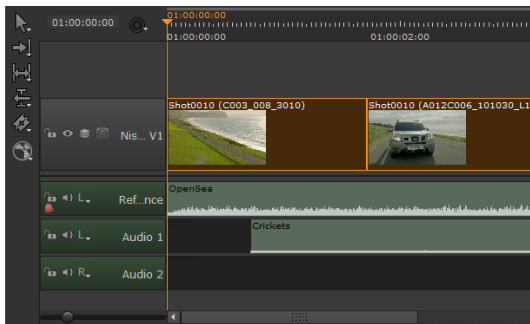 01:00:00:00
01:00:00:00
01:00:00:00
01:00:02:00
Shot0010 (C003_008_3010)
Shot0010 (A012C006_101030_L1
Nis... V1
OpenSea
L
Ref...nce
Crickets
L
Audio 1
R
Audio 2